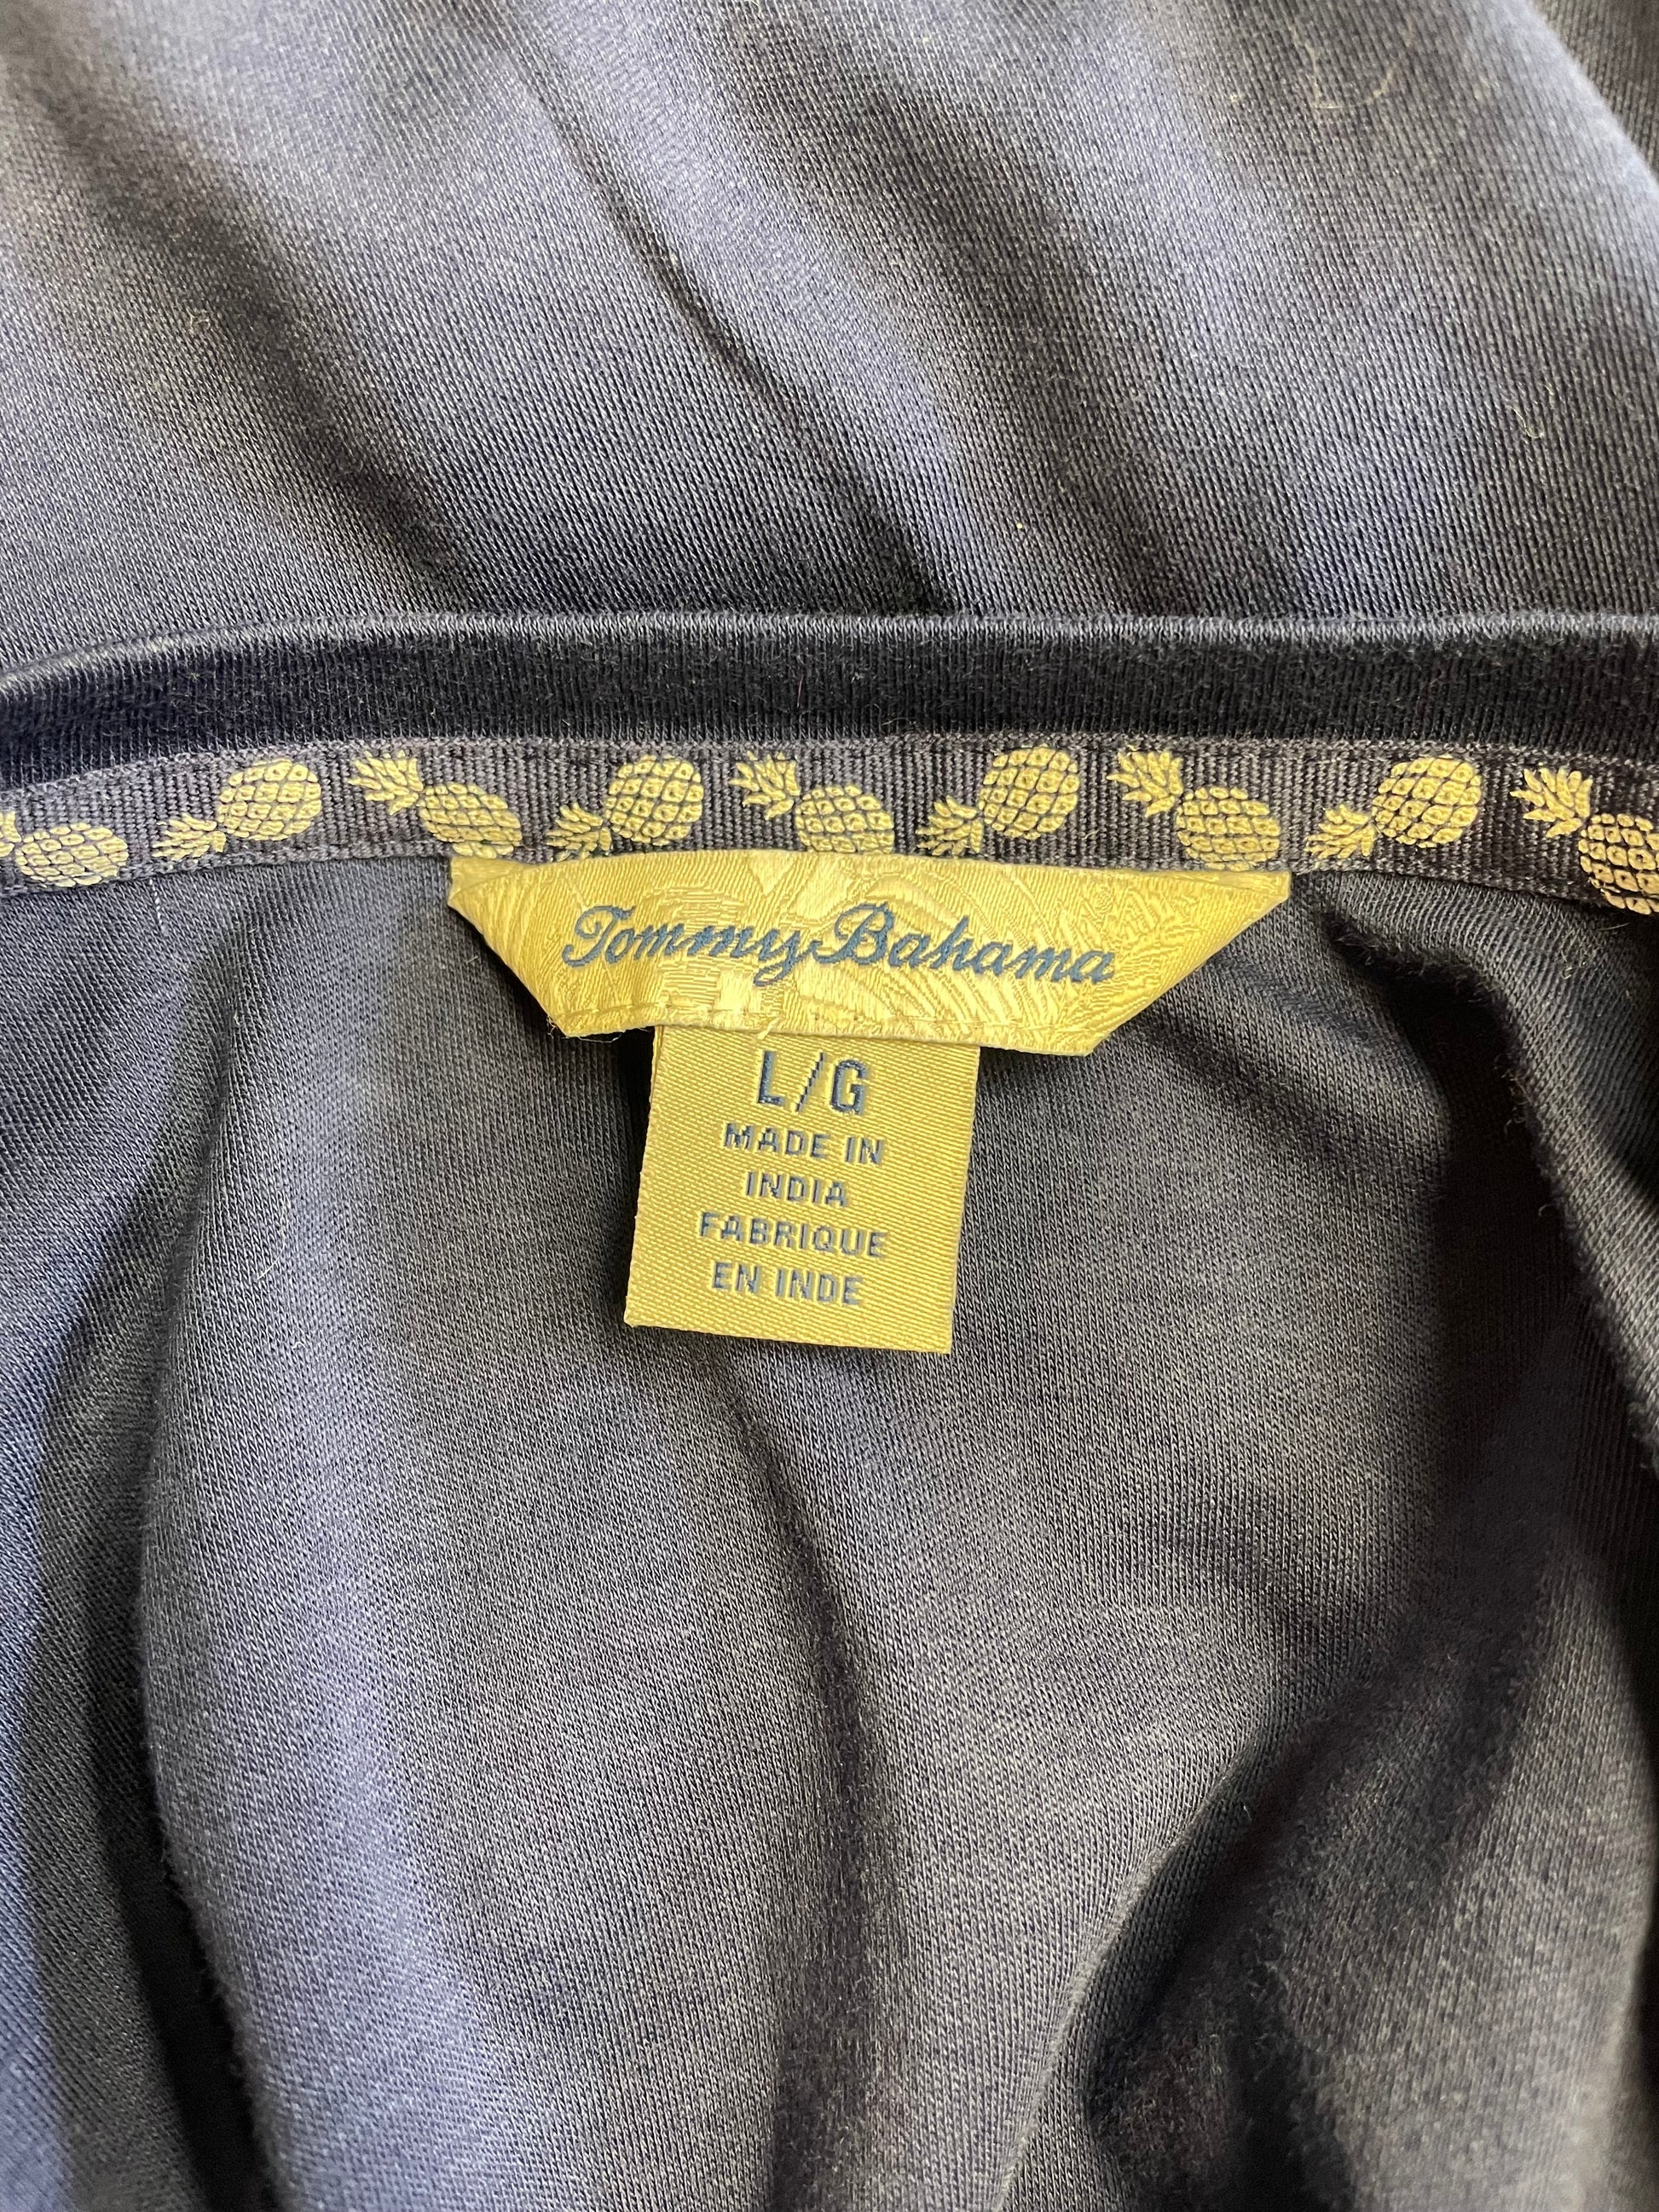 Tommy Bahama
L/G
MADE IN
INDIA
FABRIQUE
EN INDE